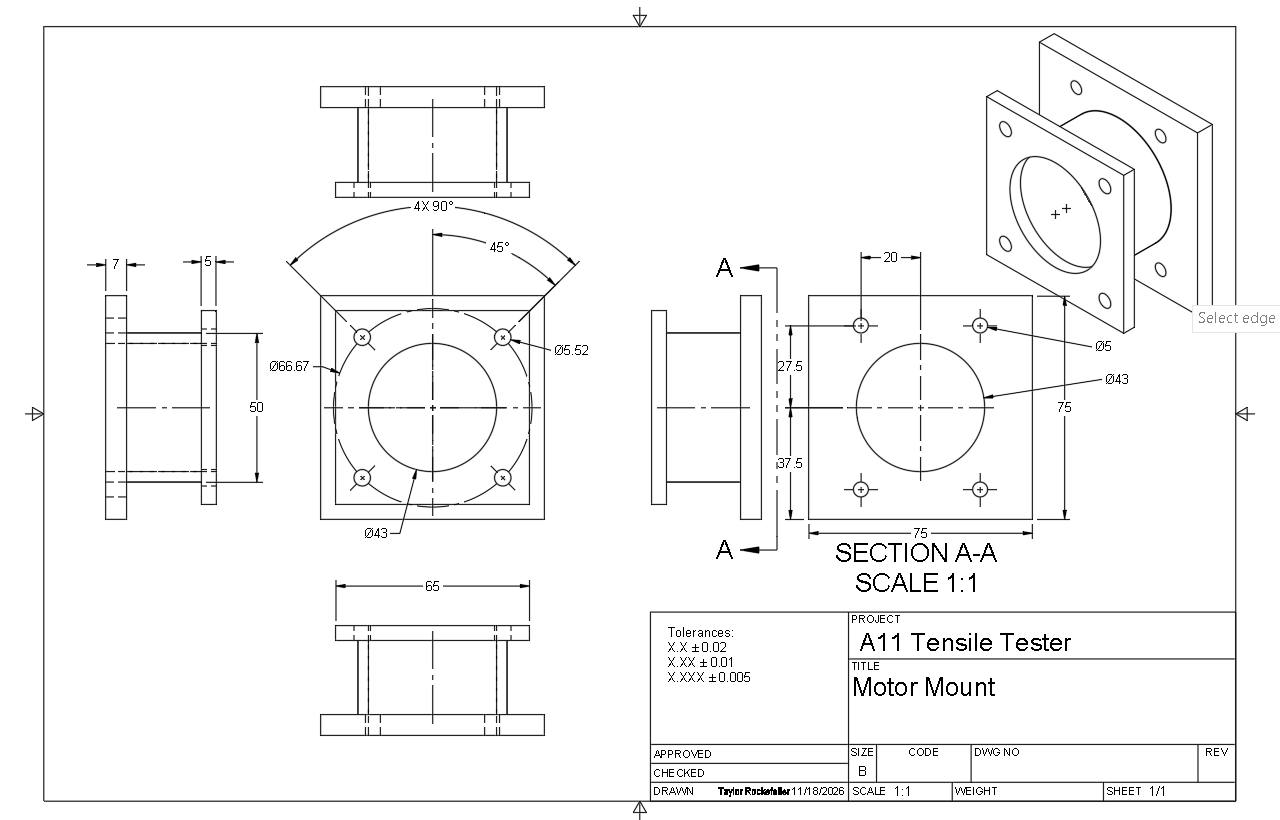 4X 90°
45°
7
5
A
20
Select edge
Ø5.52
Ø5
Ø66.67
27.5
Ø43
50
75
37.5
Ø43
75
A
SECTION A-A
SCALE 1:1
65
Tolerances:
X.X ±0.02
X.XX ±0.01
X.XXX ±0.005
PROJECT
A11 Tensile Tester
TITLE
Motor Mount
APPROVED
CHECKED
DRAWN Taylor Rockefeller 11/18/2026
SIZE
B
CODE
DWG NO
REV
SCALE 1:1
WEIGHT
SHEET 1/1